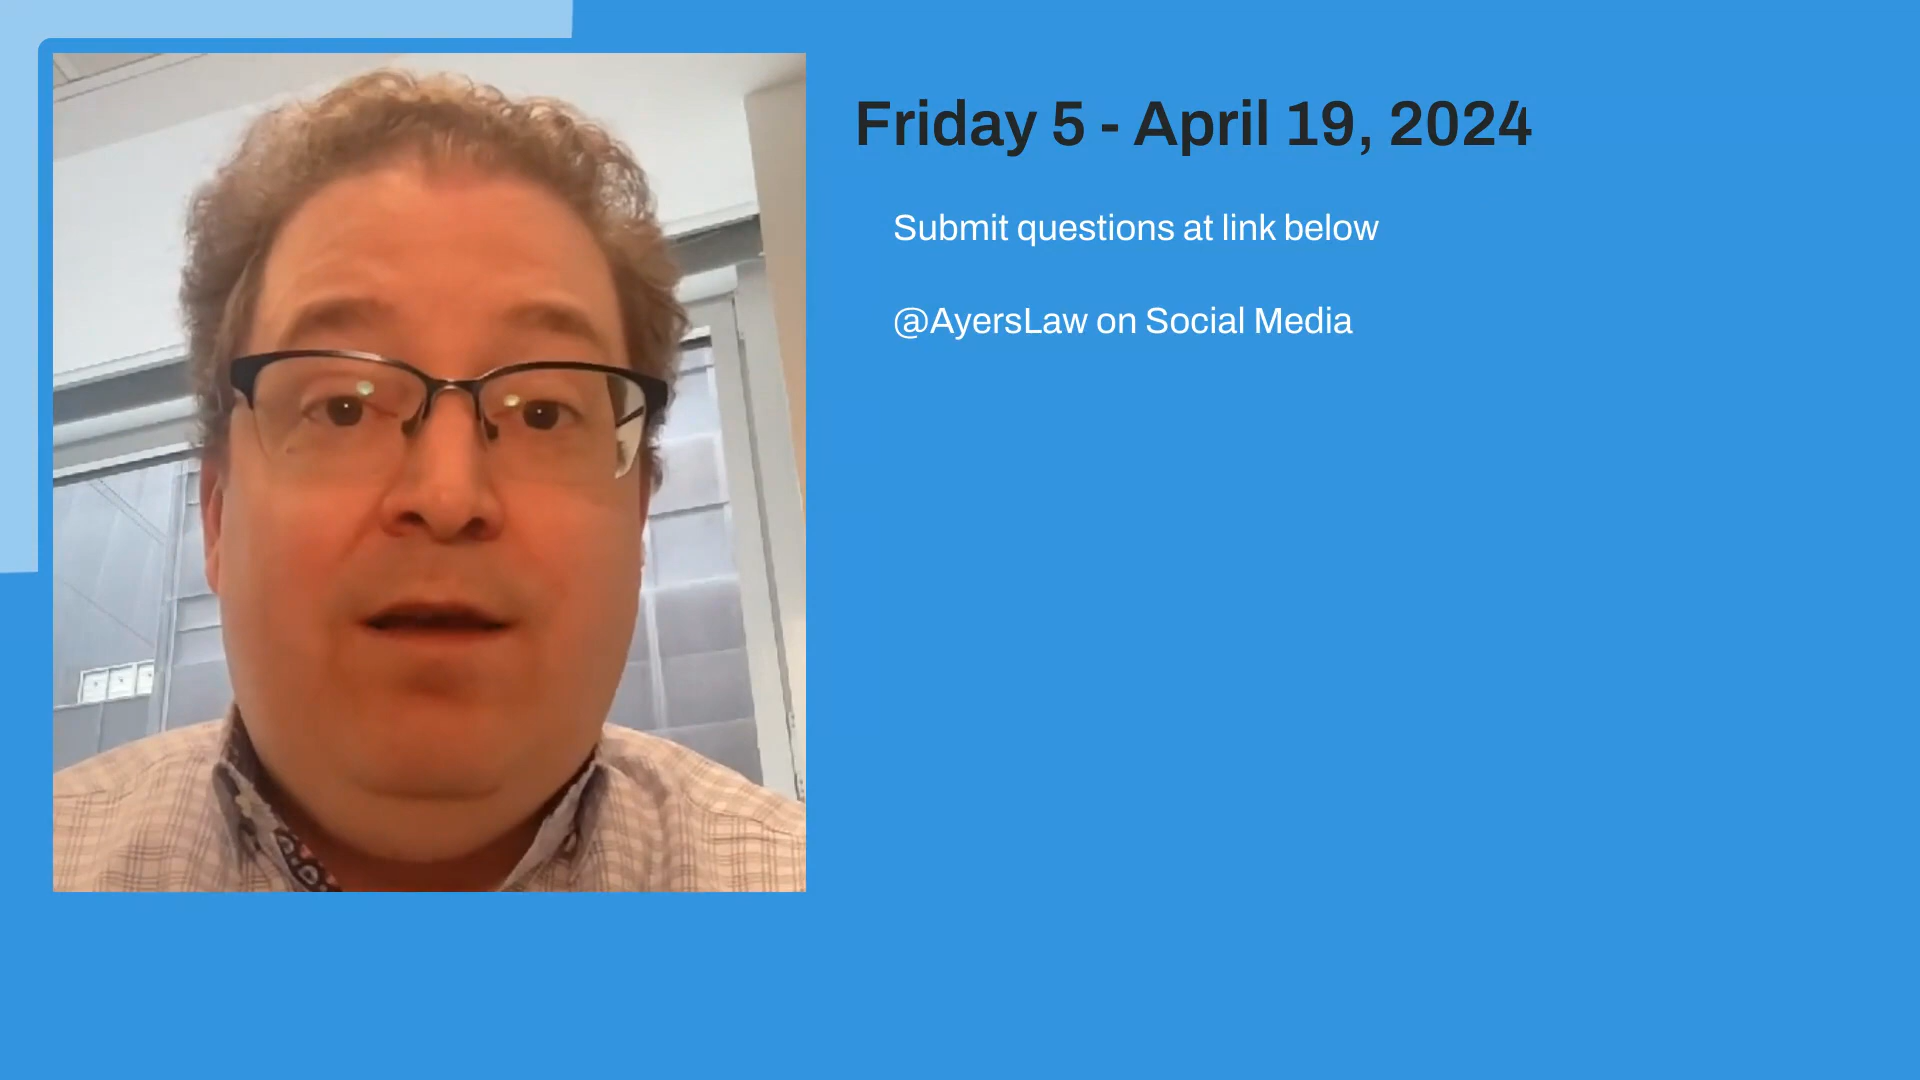 Friday 5 - April 19, 2024
Submit questions at link below
@AyersLaw on Social Media